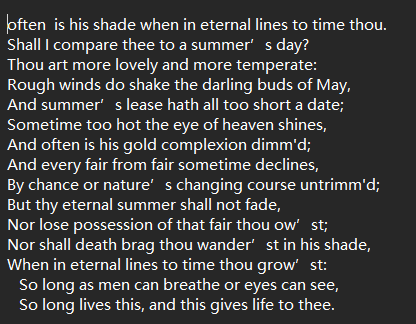 often  is his shade when in eternal lines to time thou.
Shall I compare thee to a summer’ s day?
Thou art more lovely and more temperate:
Rough winds do shake the darling buds of May,
And summer’ s lease hath all too short a date;
Sometime too hot the eye of heaven shines,
And often is his gold complexion dimm'd;
And every fair from fair sometime declines,
By chance or nature’ s changing course untrimm'd;
But thy eternal summer shall not fade,
Nor lose possession of that fair thou ow’ st;
Nor shall death brag thou wander’ st in his shade,
When in eternal lines to time thou grow’ st:
  So long as men can breathe or eyes can see,
  So long lives this, and this gives life to thee.